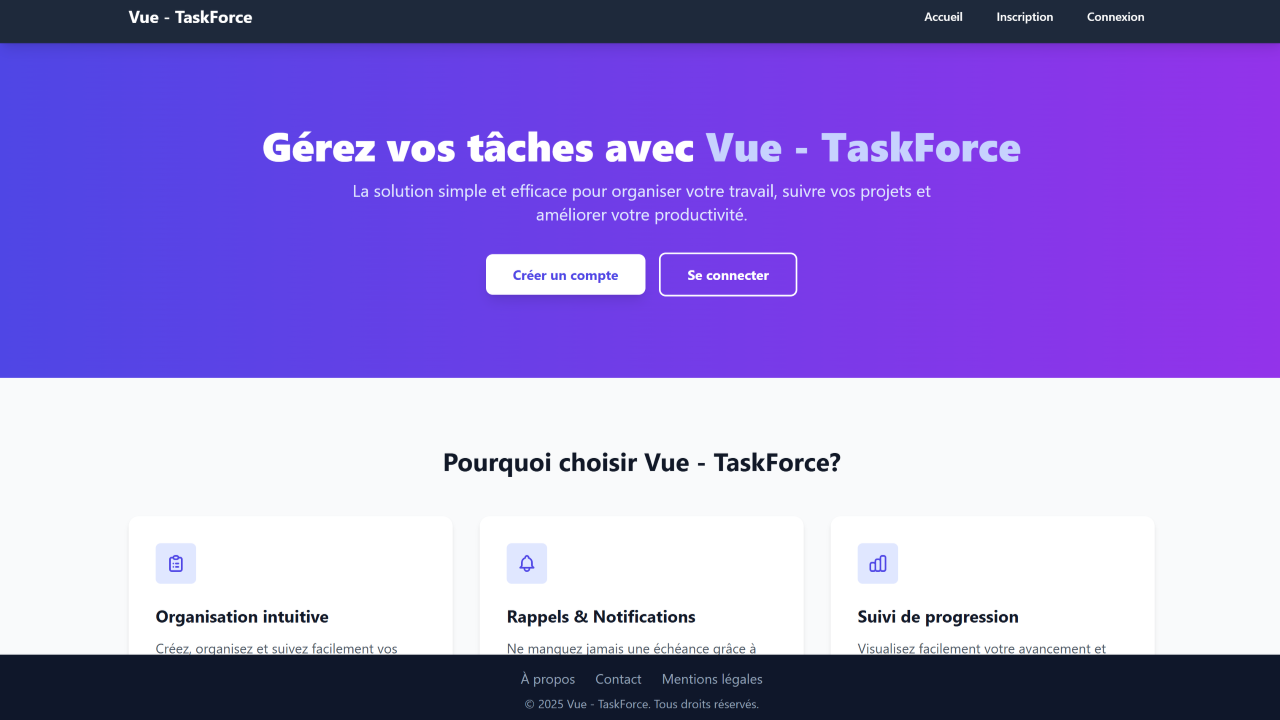 Vue - TaskForce
Accueil
Inscription
Connexion
Gérez vos tâches avec Vue - TaskForce
La solution simple et efficace pour organiser votre travail, suivre vos projets et
améliorer votre productivité.
Créer un compte
Se connecter
Pourquoi choisir Vue - TaskForce?
Organisation intuitive
Créez, organisez et suivez facilement vos
Rappels & Notifications
Ne manquez jamais une échéance grâce à
Suivi de progression
Visualisez facilement votre avancement et
À propos
Contact
Mentions légales
© 2025 Vue - TaskForce. Tous droits réservés.